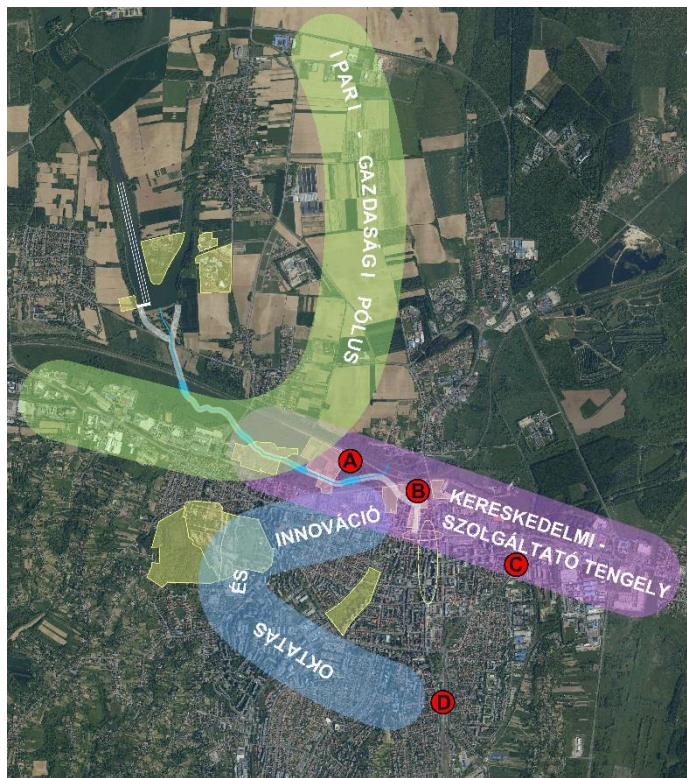 IPARI - GAZDASÁGI PÓLUS
A
B
KERESKEDELMI -
SZOLGÁLTATÓ TENGELY
C
INNOVÁCIÓ
ÉS
OKTATÁS
D